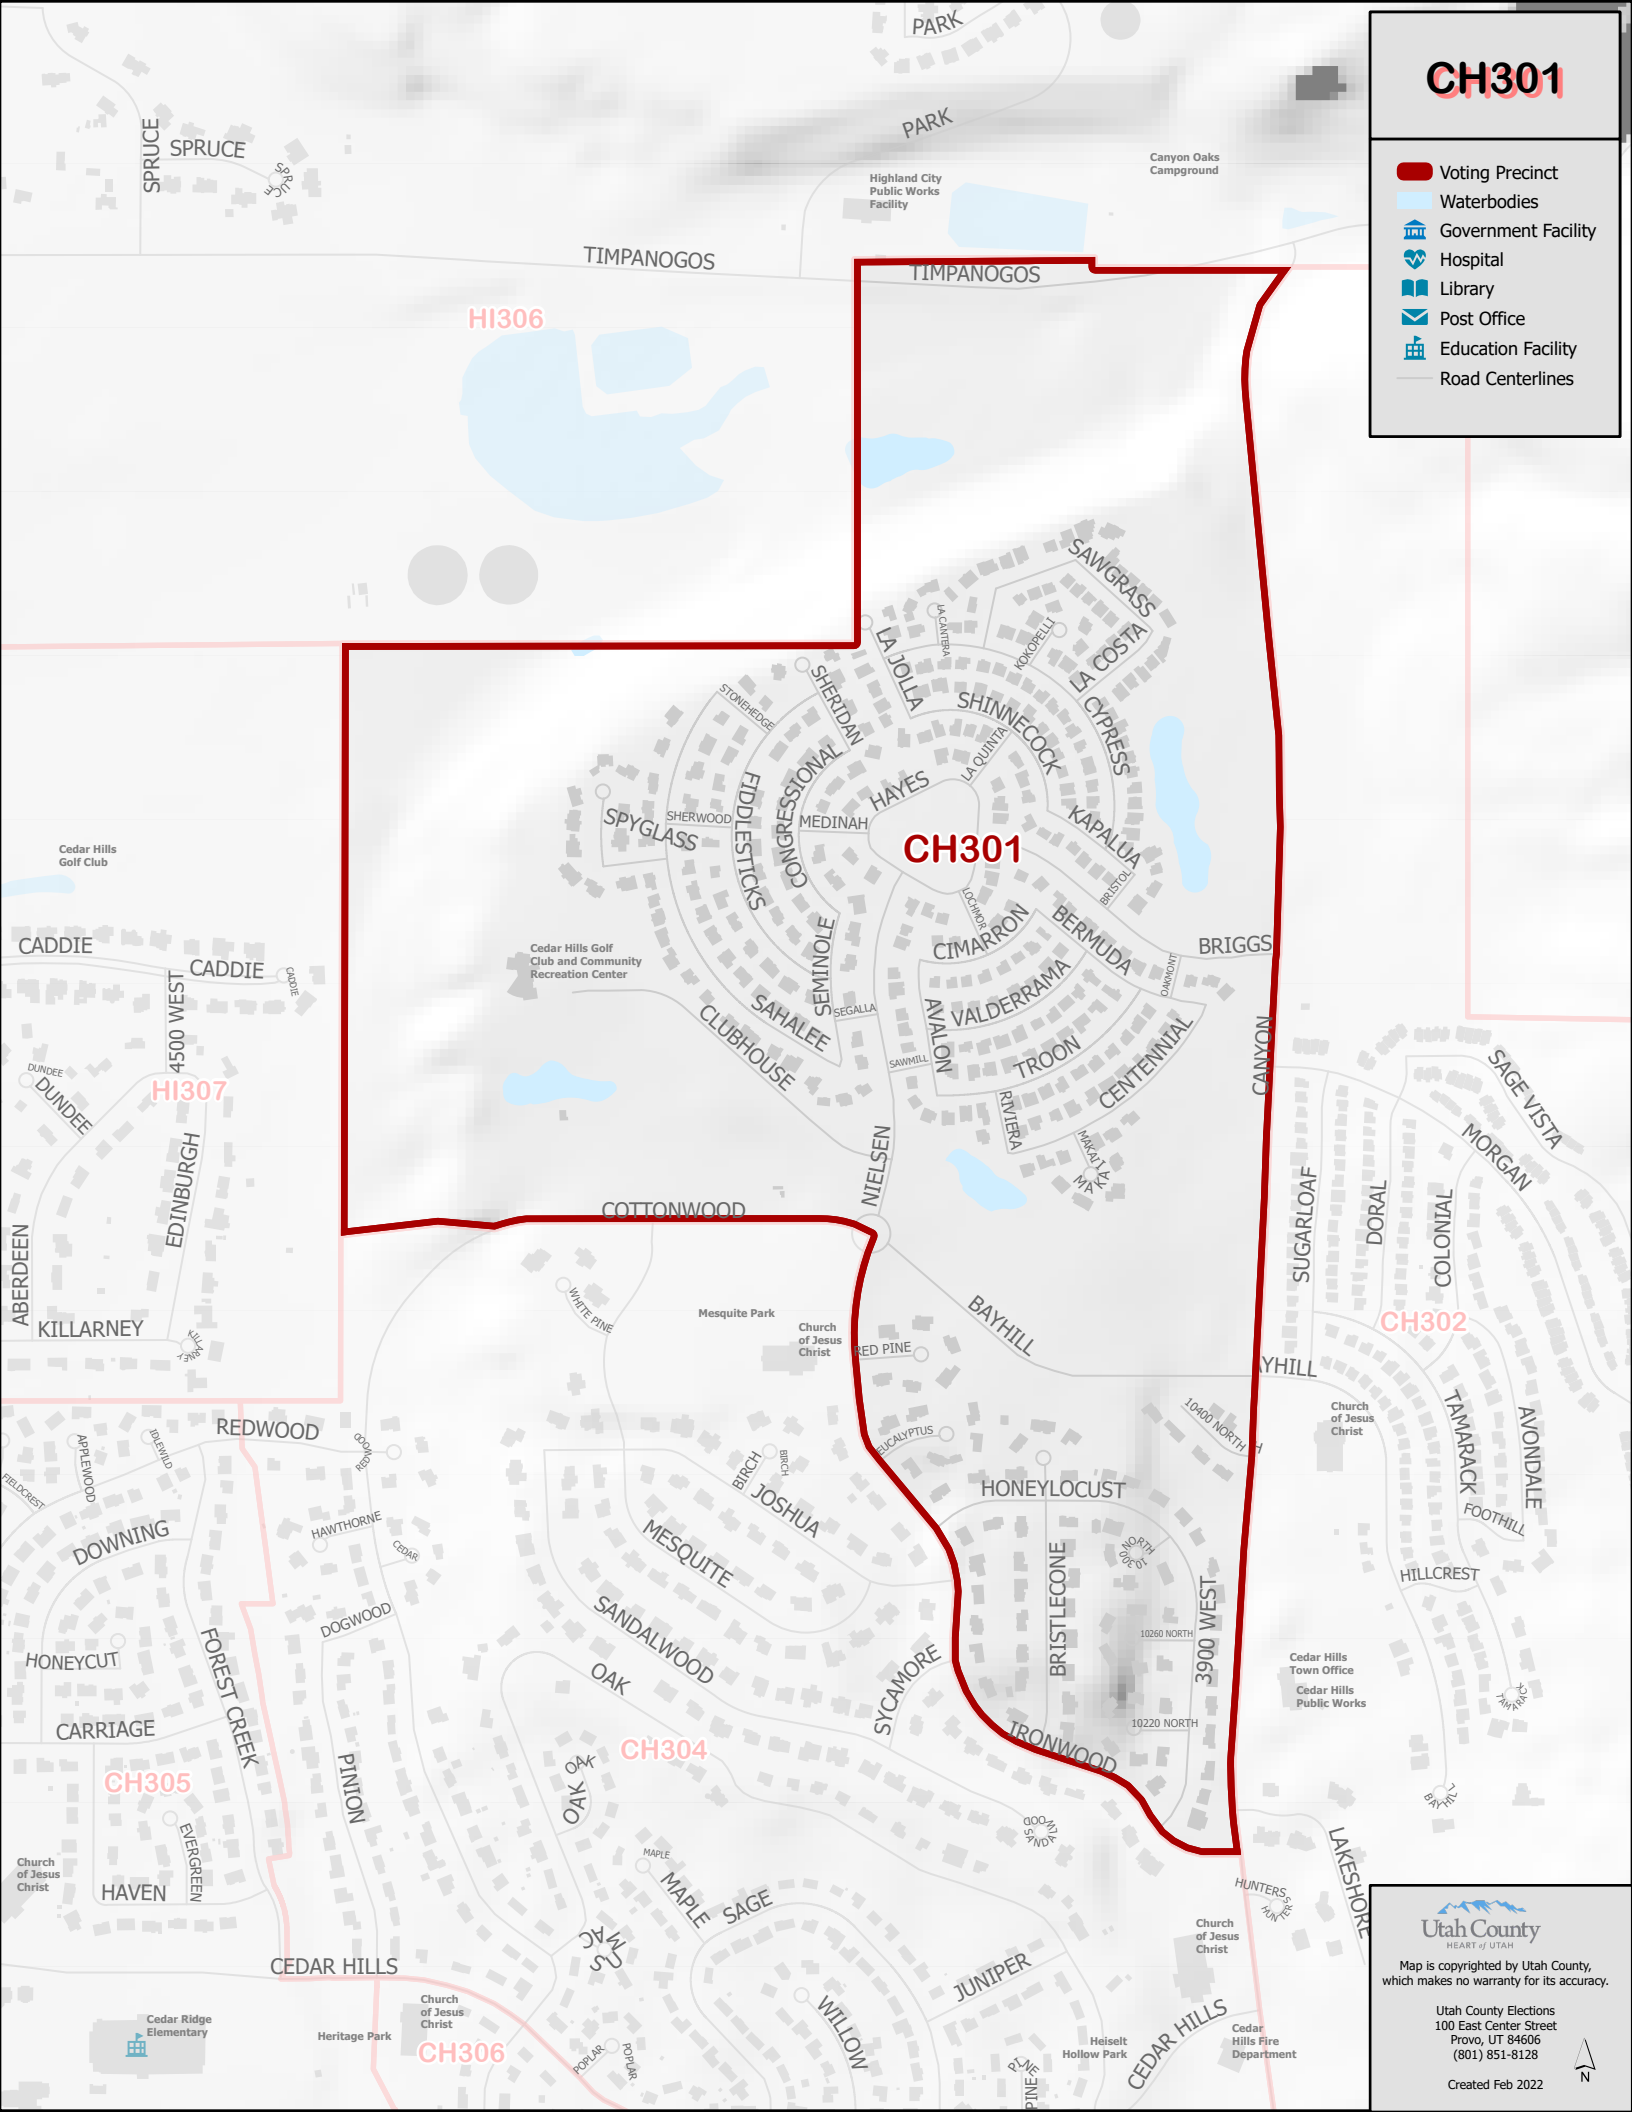 PARK
CH301
SPRUCE
SPRUCE
SPRUCE
PARK
Canyon Oaks
Campground
Highland City
Public Works
Facility
Voting Precinct
Waterbodies
Government Facility
Hospital
Library
Post Office
Education Facility
Road Centerlines
TIMPANOGOS
TIMPANOGOS
HI306
SAWGRASS
LA CANTERA
KOKOPELLI
LA COSTA
LA JOLLA
SHERIDAN
STONEHEDGE
SHINNECOCK
CYPRESS
LA QUINTA
CONGRESSIONAL
FIDDLESTICKS
HAYES
SPYGLASS
SHERWOOD
MEDINAH
KAPALUA
CH301
BRISTOL
LOCHMOR
CIMARRON
BERMUDA
BRIGGS
Cedar Hills
Golf Club
CADDIE
CADDIE
CADDIE
4500 WEST
Cedar Hills Golf
Club and Community
Recreation Center
SEMINOLE
SEGALLA
SAHALEE
CLUBHOUSE
AVALON
VALDERRAMA
OAKMONT
SAWMILL
TROON
CENTENNIAL
CANYON
RIVIERA
MAKAI
MAKAI
NIELSEN
DUNDEE
DUNDEE
HI307
EDINBURGH
ABERDEEN
KILLARNEY
KILLARNEY
COTTONWOOD
SAGE VISTA
MORGAN
SUGARLOAF
DORAL
COLONIAL
CH302
WHITE PINE
Mesquite Park
Church
of Jesus
Christ
RED PINE
BAYHILL
AYHILL
10400 NORTH
H
Church
of Jesus
Christ
TAMARACK
AVONDALE
FOOTHILL
HILLCREST
REDWOOD
REDWOOD
APPLEWOOD
IDLEWILD
FIELDCREST
DOWNING
HAWTHORNE
CEDAR
BIRCH
BIRCH
JOSHUA
MESQUITE
EUCALYPTUS
HONEYLOCUST
BRISTLECONE
10300 NORTH
10260 NORTH
3900 WEST
10220 NORTH
DOGWOOD
SANDALWOOD
OAK
SYCAMORE
IRONWOOD
HONEYCUT
FOREST CREEK
CARRIAGE
CH305
PINION
CH304
OAK
OAK
Cedar Hills
Town Office
Cedar Hills
Public Works
TAMARACK
BAYHILL
SANDALWOOD
EVERGREEN
MAPLE
MAPLE
SAGE
SUMAC
LAKESHORE
HUNTERS
HUNTERS
Church
of Jesus
Christ
HAVEN
CEDAR HILLS
Church
of Jesus
Christ
JUNIPER
Utah County
HEART of UTAH
Map is copyrighted by Utah County,
which makes no warranty for its accuracy.
Utah County Elections
100 East Center Street
Provo, UT 84606
(801) 851-8128
Created Feb 2022
N
Cedar Ridge
Elementary
Heritage Park
Church
of Jesus
Christ
CH306
POPLAR
POPLAR
WILLOW
PINE
PINE
Heiselt
Hollow Park
CEDAR HILLS
Cedar
Hills Fire
Department